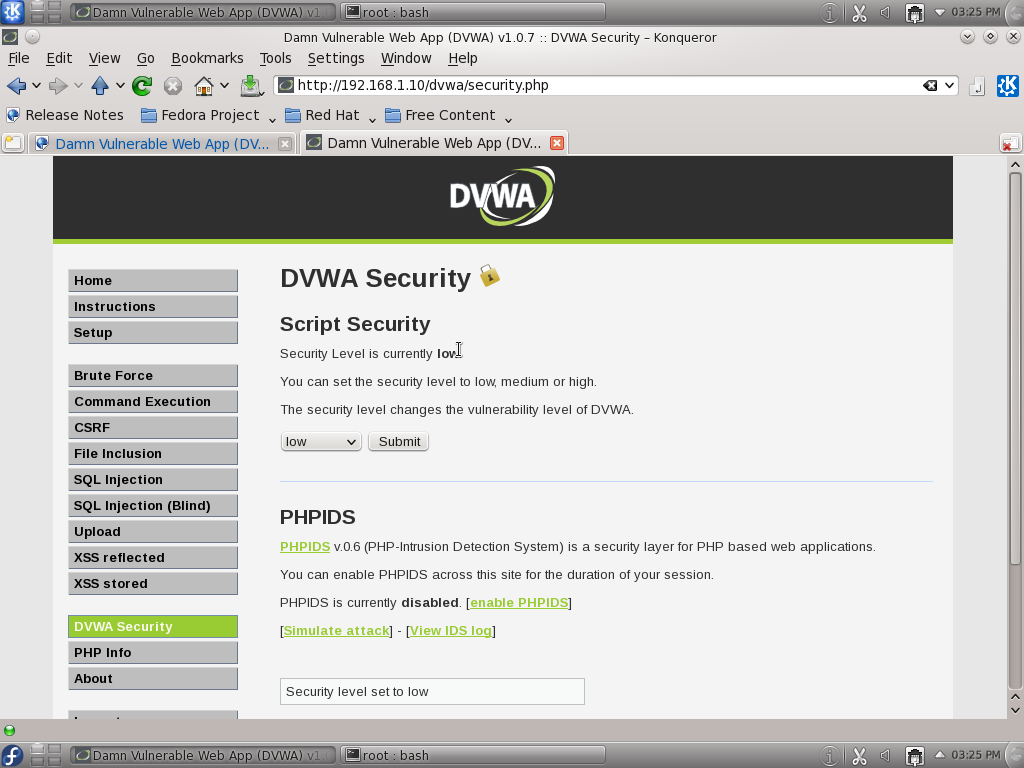 Damn Vulnerable Web App (DVWA) v1.0
root : bash
03:25 PM
Damn Vulnerable Web App (DVWA) v1.0.7 :: DVWA Security – Konqueror
File Edit View Go Bookmarks Tools Settings Window Help
http://192.168.1.10/dvwa/security.php
Release Notes Fedora Project Red Hat Free Content
Damn Vulnerable Web App (DV... Damn Vulnerable Web App (DV...
DVWA
Home
Instructions
Setup
Brute Force
Command Execution
CSRF
File Inclusion
SQL Injection
SQL Injection (Blind)
Upload
XSS reflected
XSS stored
DVWA Security
PHP Info
About
DVWA Security
Script Security
Security Level is currently low.
You can set the security level to low, medium or high.
The security level changes the vulnerability level of DVWA.
low Submit
PHPIDS
PHPIDS v.0.6 (PHP-Intrusion Detection System) is a security layer for PHP based web applications.
You can enable PHPIDS across this site for the duration of your session.
PHPIDS is currently disabled. [enable PHPIDS]
[Simulate attack] - [View IDS log]
Security level set to low
Damn Vulnerable Web App (DVWA) v1.0
root : bash
03:25 PM